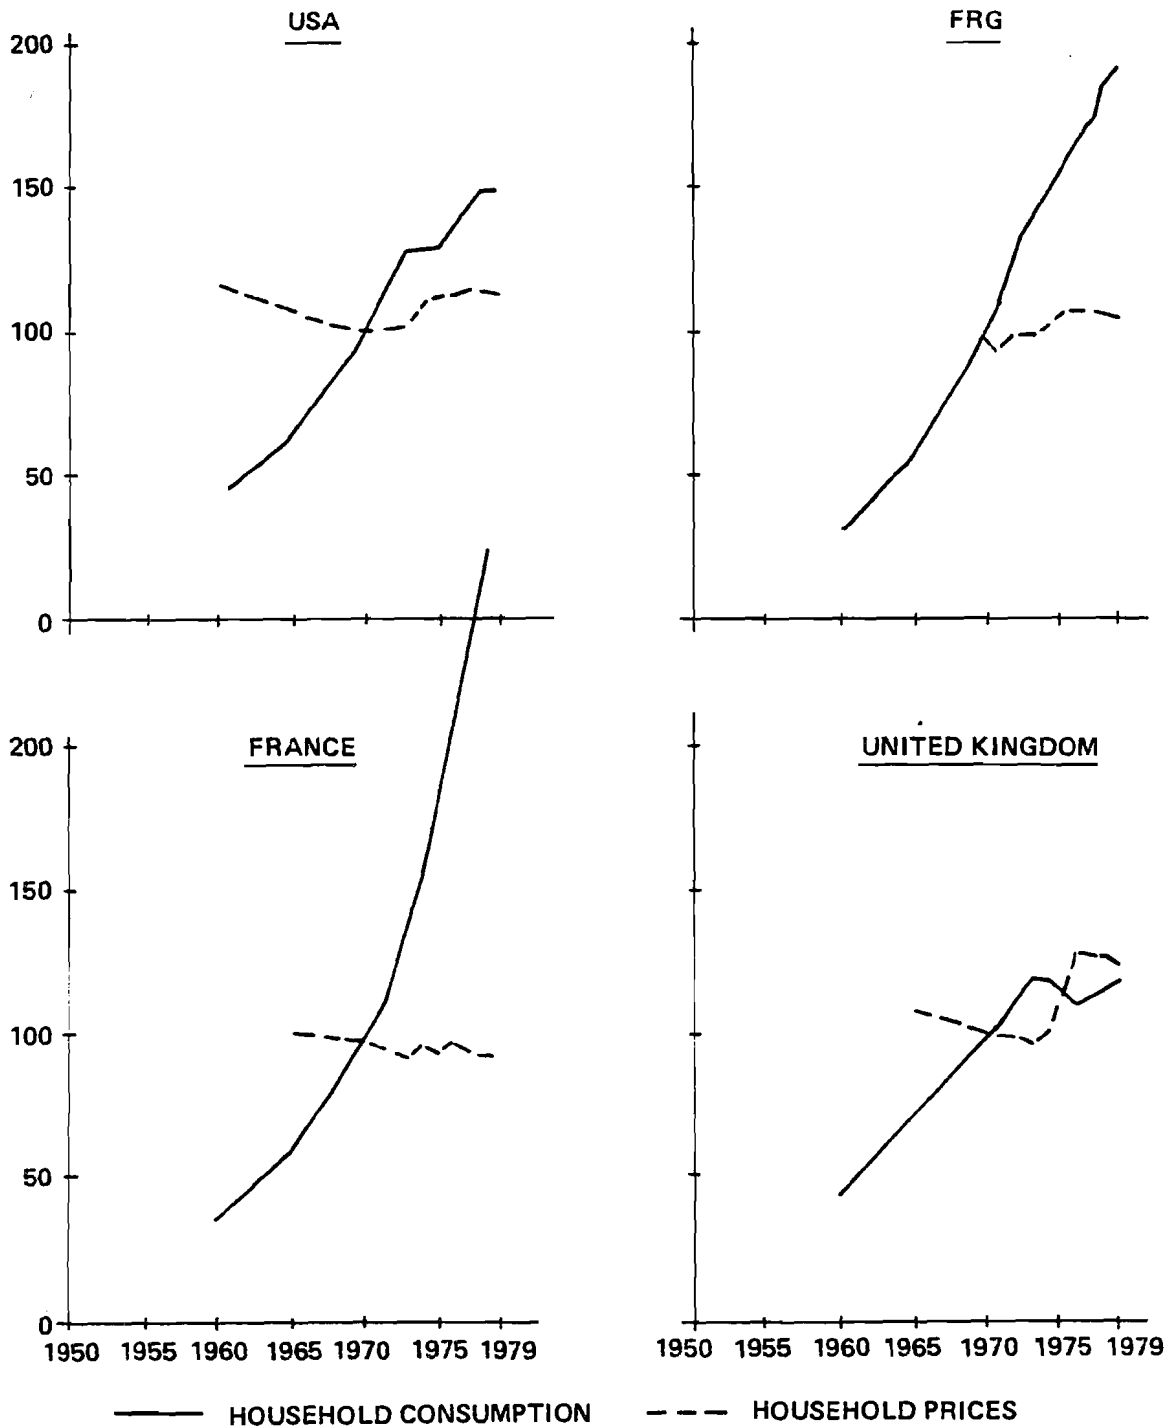 USA
FRG
200
150
100
50
0
FRANCE
UNITED KINGDOM
200
150
100
50
0
1950 1955 1960 1965 1970 1975 1979
1950 1955 1960 1965 1970 1975 1979
HOUSEHOLD CONSUMPTION
HOUSEHOLD PRICES